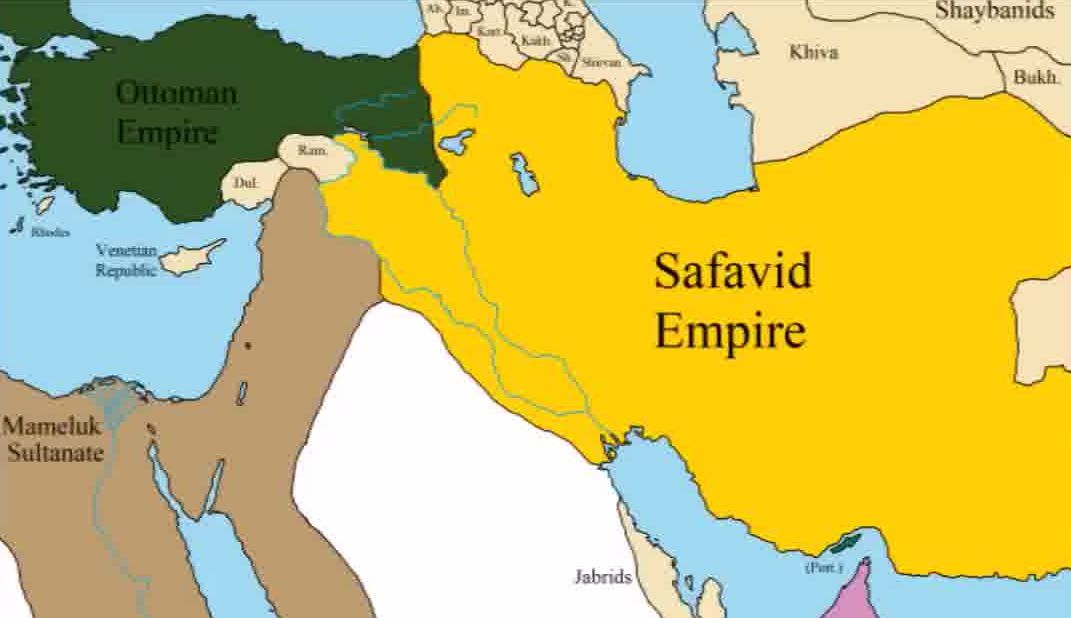 Shaybanids
Ab.
Im.
K.
Kart.
Kakh.
Sh.
Shirvan
Khiva
Bukh.
Ottoman
Empire
Ram.
Dul.
Rhodes
Venetian
Republic
Safavid
Empire
Mameluk
Sultanate
Jabrids
(Port.)